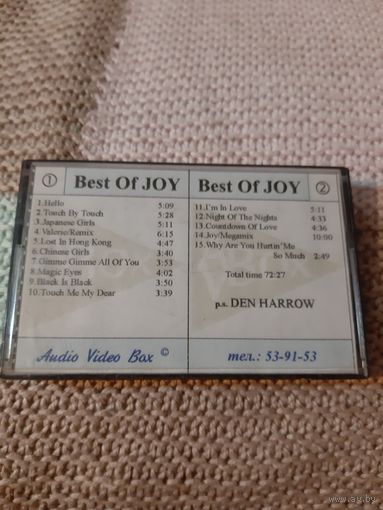 ① Best Of JOY
1.Hello 5:09
2.Touch By Touch 5:28
3.Japanese Girls 5:11
4.Valerie/Remix 6:15
5.Lost In Hong Kong 4:47
6.Chinese Girls 3:40
7.Gimme Gimme All Of You 3:53
8.Magic Eyes 4:02
9.Black Is Black 3:50
10.Touch Me My Dear 3:39
Audio Video Box ©
Best Of JOY ②
11.I'm In Love 5:11
12.Night Of The Nights 4:33
13.Countdown Of Love 4:36
14.Joy/Megamix 10:00
15.Why Are You Hurtin' Me
So Much 2:49
Total time 72:27
p.s. DEN HARROW
тел.: 53-91-53
ay.by